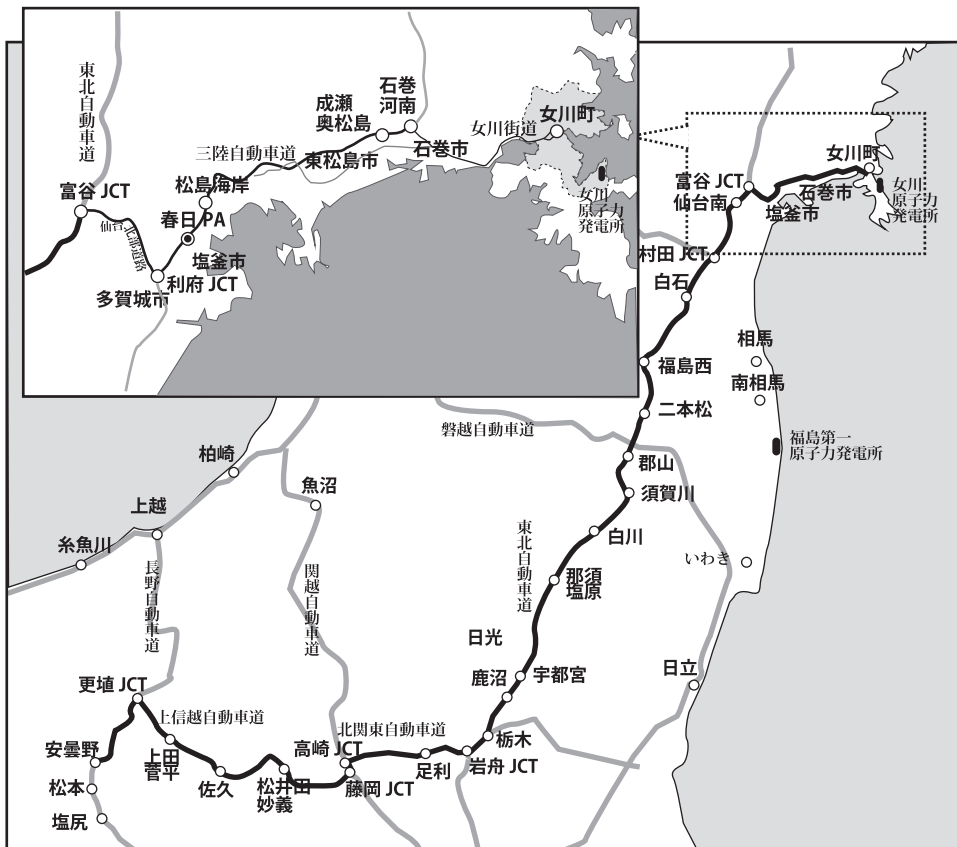 東北自動車道
富谷 JCT
仙台北部道路
多賀城市
利府 JCT
塩釜市
春日 PA
松島海岸
三陸自動車道
東松島市
成瀬
奥松島
石巻
河南
石巻市
女川街道
女川町
女川
原子力
発電所
女川町
富谷 JCT
仙台南
石巻市
塩釜市
女川
原子力
発電所
村田 JCT
白石
相馬
福島西
南相馬
二本松
磐越自動車道
福島第一
原子力発電所
郡山
須賀川
白川
いわき
東北自動車道
那須
塩原
日光
宇都宮
鹿沼
日立
柏崎
魚沼
上越
糸魚川
長野自動車道
関越自動車道
更埴 JCT
上信越自動車道
北関東自動車道
安曇野
上田
菅平
高崎 JCT
栃木
岩舟 JCT
足利
松本
佐久
松井田
妙義
藤岡 JCT
塩尻